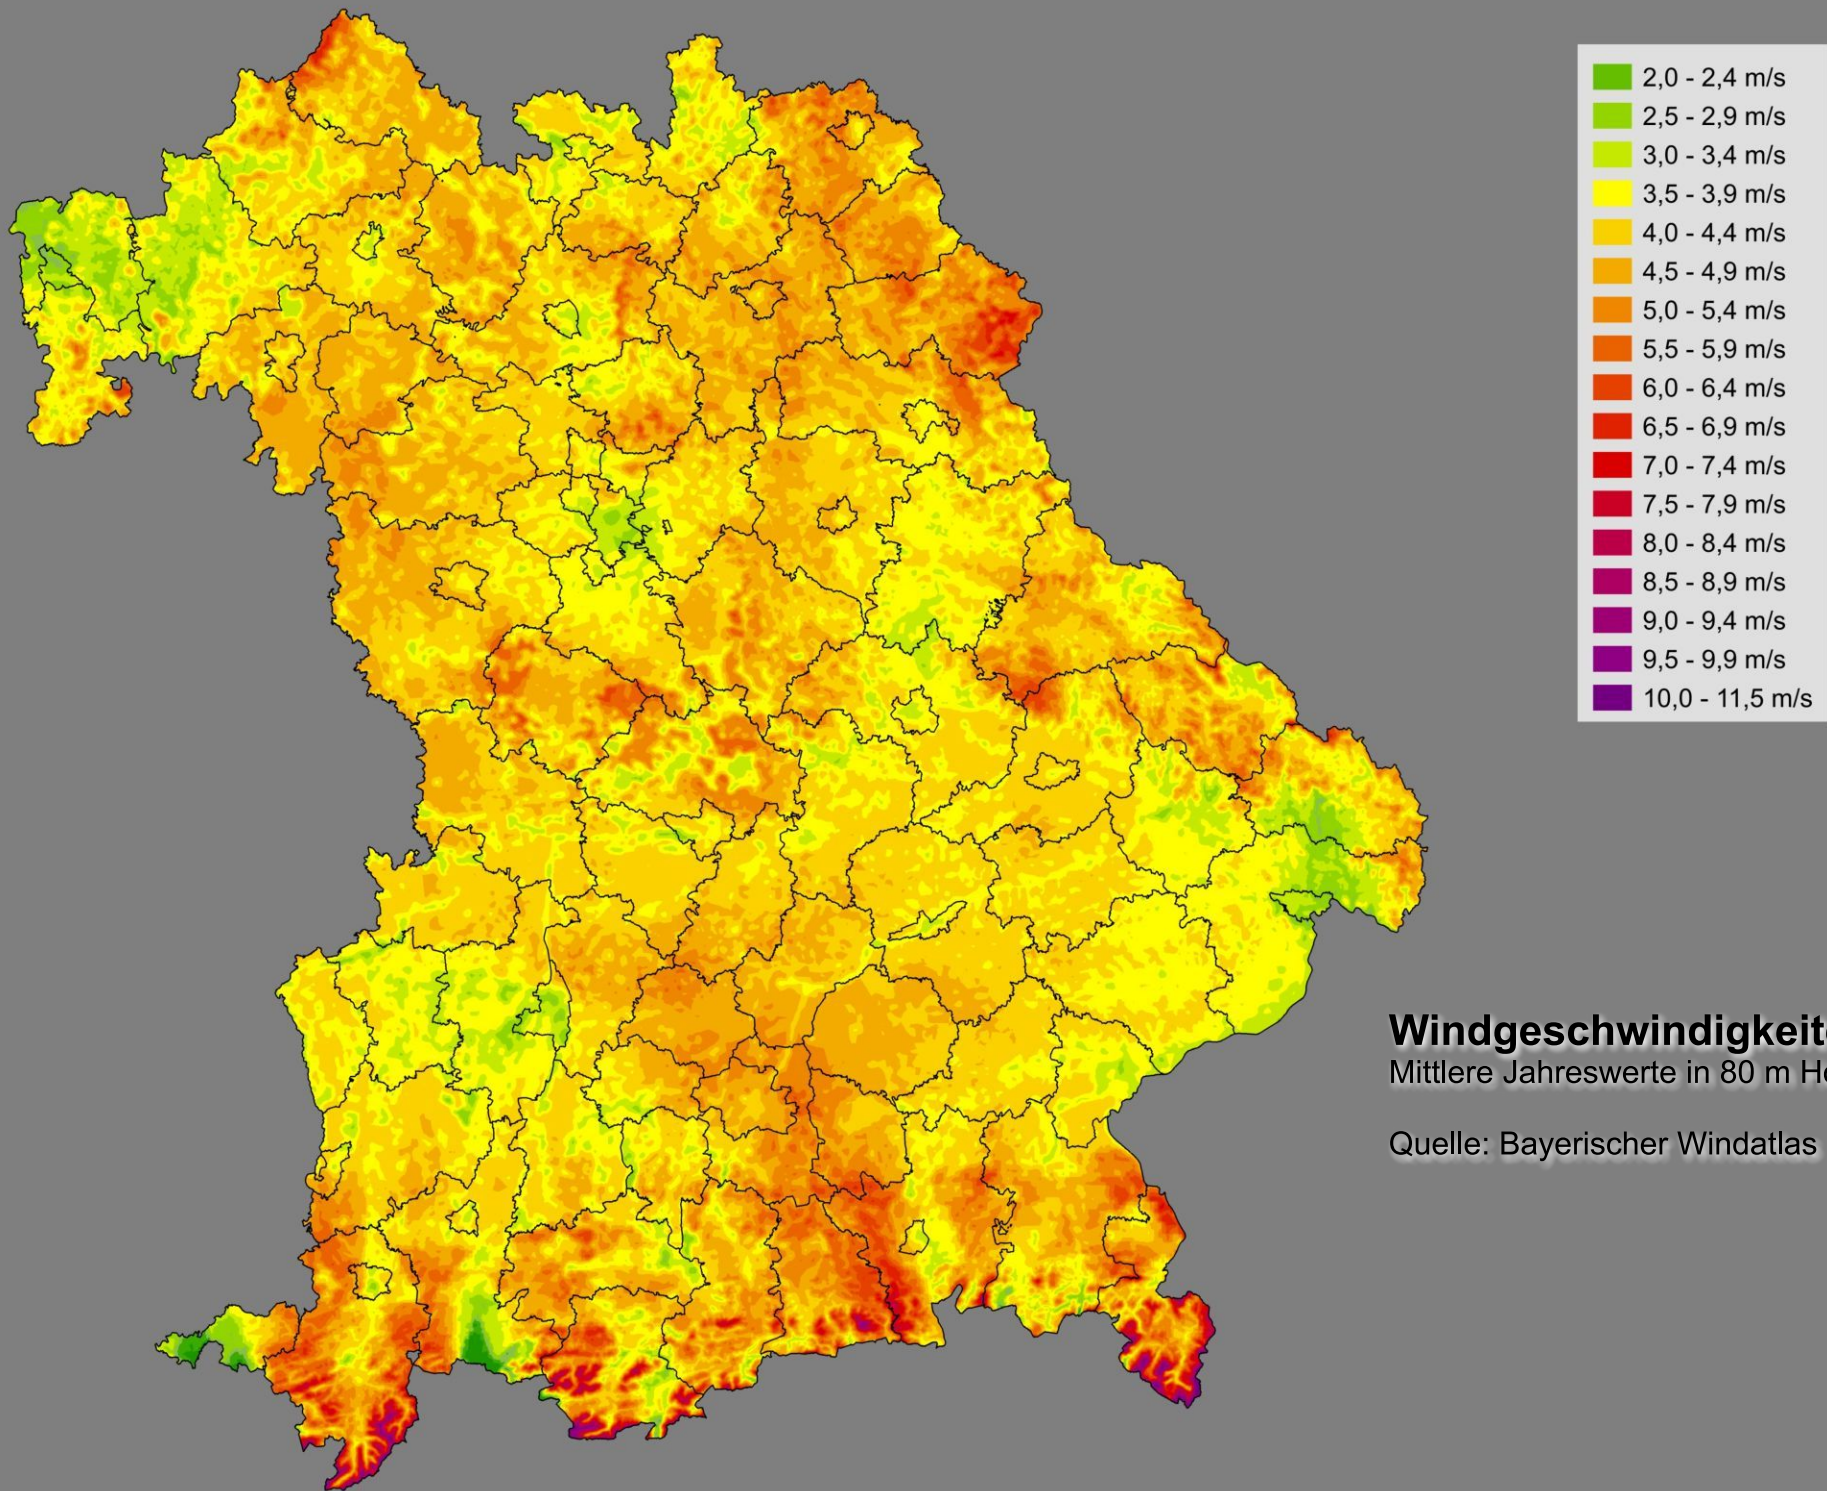 2,0 - 2,4 m/s
2,5 - 2,9 m/s
3,0 - 3,4 m/s
3,5 - 3,9 m/s
4,0 - 4,4 m/s
4,5 - 4,9 m/s
5,0 - 5,4 m/s
5,5 - 5,9 m/s
6,0 - 6,4 m/s
6,5 - 6,9 m/s
7,0 - 7,4 m/s
7,5 - 7,9 m/s
8,0 - 8,4 m/s
8,5 - 8,9 m/s
9,0 - 9,4 m/s
9,5 - 9,9 m/s
10,0 - 11,5 m/s
Mittlere Jahreswerte in 80 m
Quelle: Bayerischer Windatlas